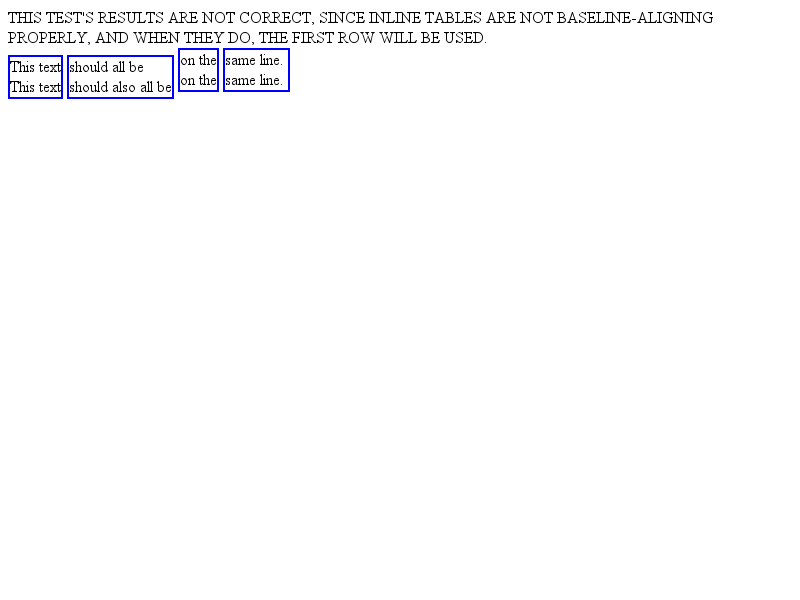 THIS TEST'S RESULTS ARE NOT CORRECT, SINCE INLINE TABLES ARE NOT BASELINE-ALIGNING
PROPERLY, AND WHEN THEY DO, THE FIRST ROW WILL BE USED.
This text should all be on the same line.
This text should also all be on the same line.